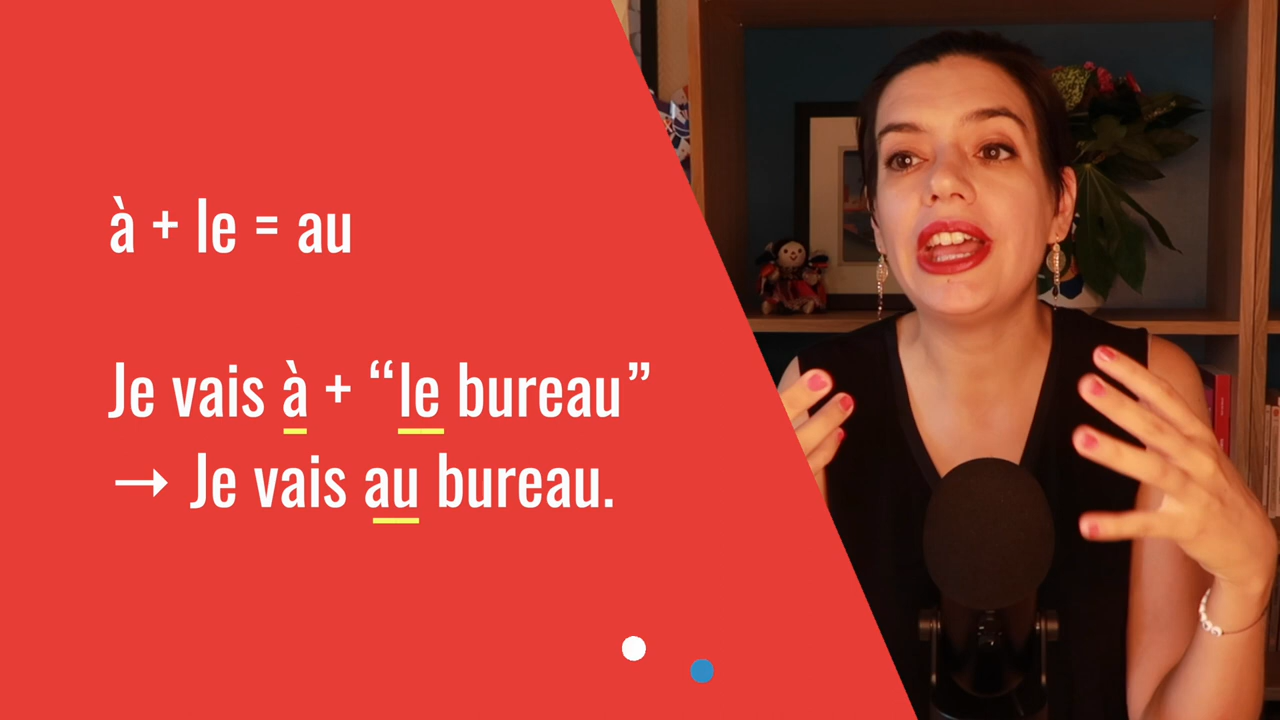 à + le = au
Je vais à + “le bureau”
→ Je vais au bureau.